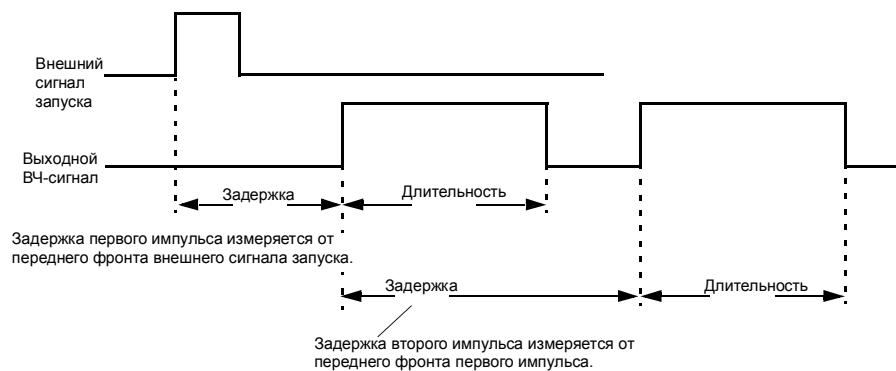 Внешний
сигнал
запуска
Выходной
ВЧ-сигнал
Задержка
Длительность
Задержка первого импульса измеряется от
переднего фронта внешнего сигнала запуска.
Задержка
Длительность
Задержка второго импульса измеряется от
переднего фронта первого импульса.